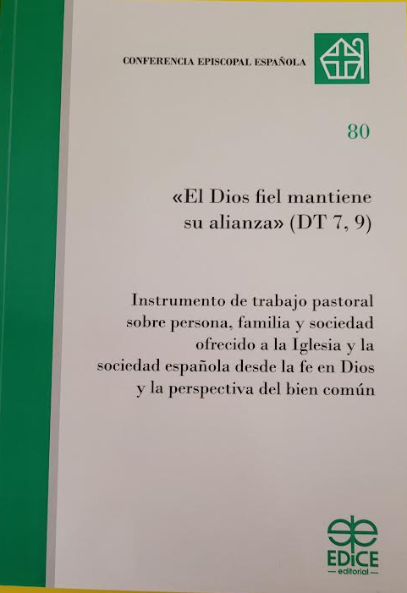 CONFERENCIA EPISCOPAL ESPAÑOLA
80
«El Dios fiel mantiene
su alianza» (DT 7, 9)
Instrumento de trabajo pastoral
sobre persona, familia y sociedad
ofrecido a la Iglesia y la
sociedad española desde la fe en Dios
y la perspectiva del bien común
EDICE
editorial